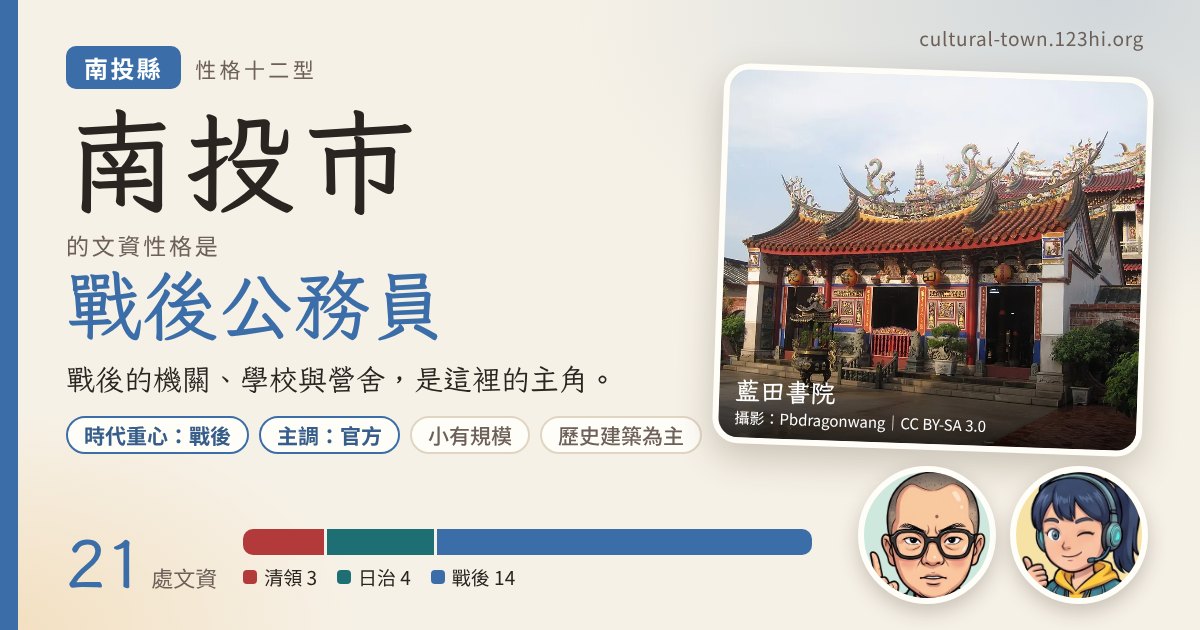 cultural-town.123hi.org
南投縣 性格十二型
南投市
的文資性格是
戰後公務員
戰後的機關、學校與營舍，是這裡的主角。
時代重心：戰後 主調：官方 小有規模 歷史建築為主
藍田書院
攝影：Pbdragonwang｜CC BY-SA 3.0
21 處文資
清領 3 日治 4 戰後 14